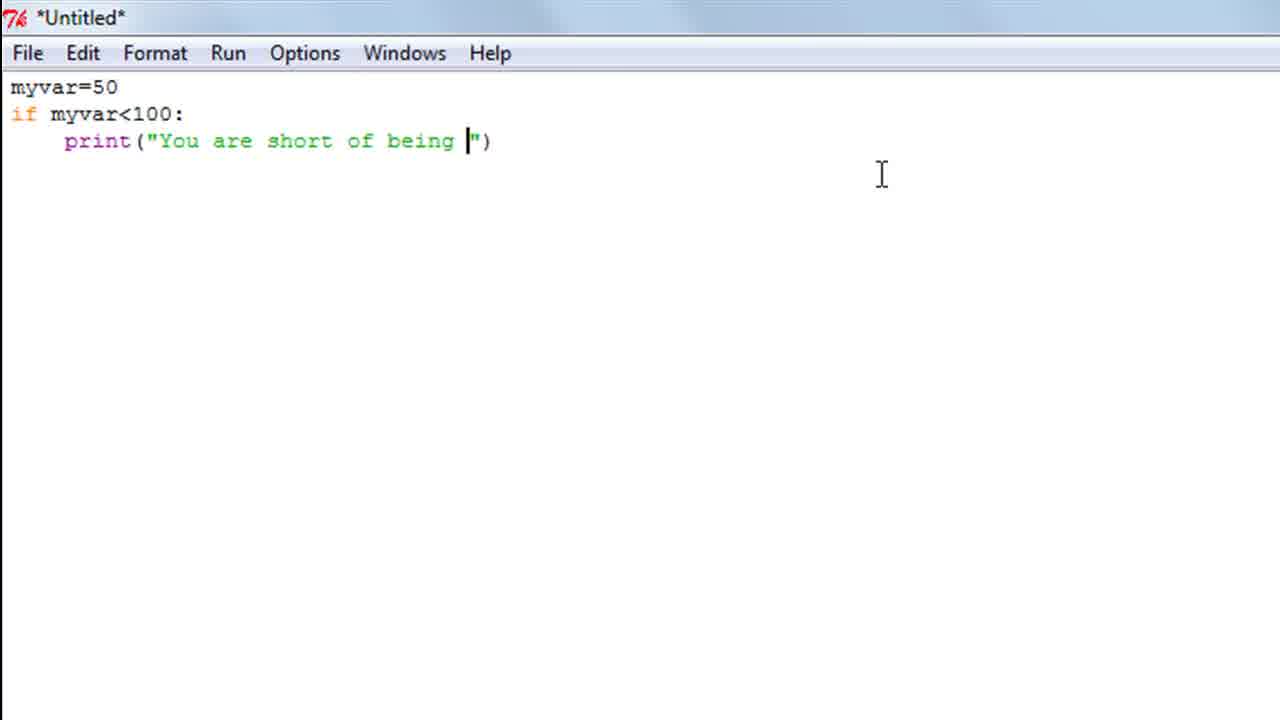 *Untitled*
File Edit Format Run Options Windows Help
myvar=50
if myvar<100:
    print("You are short of being ")